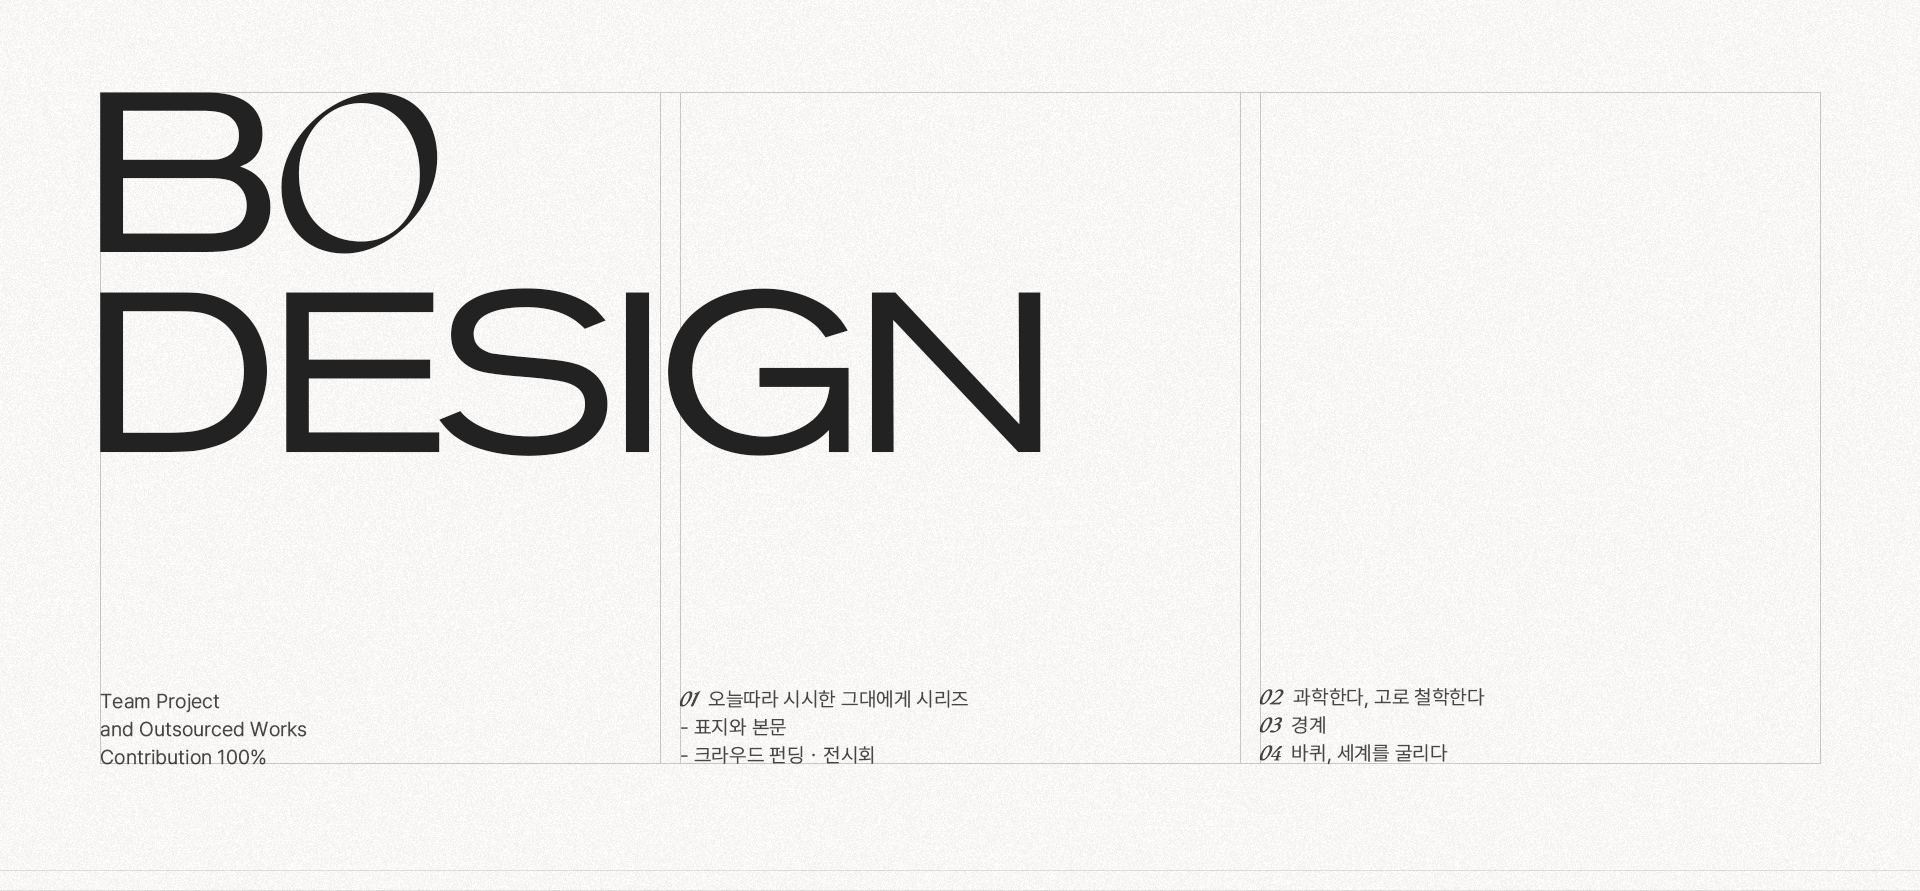 BO
DESIGN
Team Project
and Outsourced Works
Contribution 100%
01 오늘따라 시시한 그대에게 시리즈
- 표지와 본문
- 크라우드 펀딩 · 전시회
02 과학한다, 고로 철학한다
03 경계
04 바퀴, 세계를 굴리다